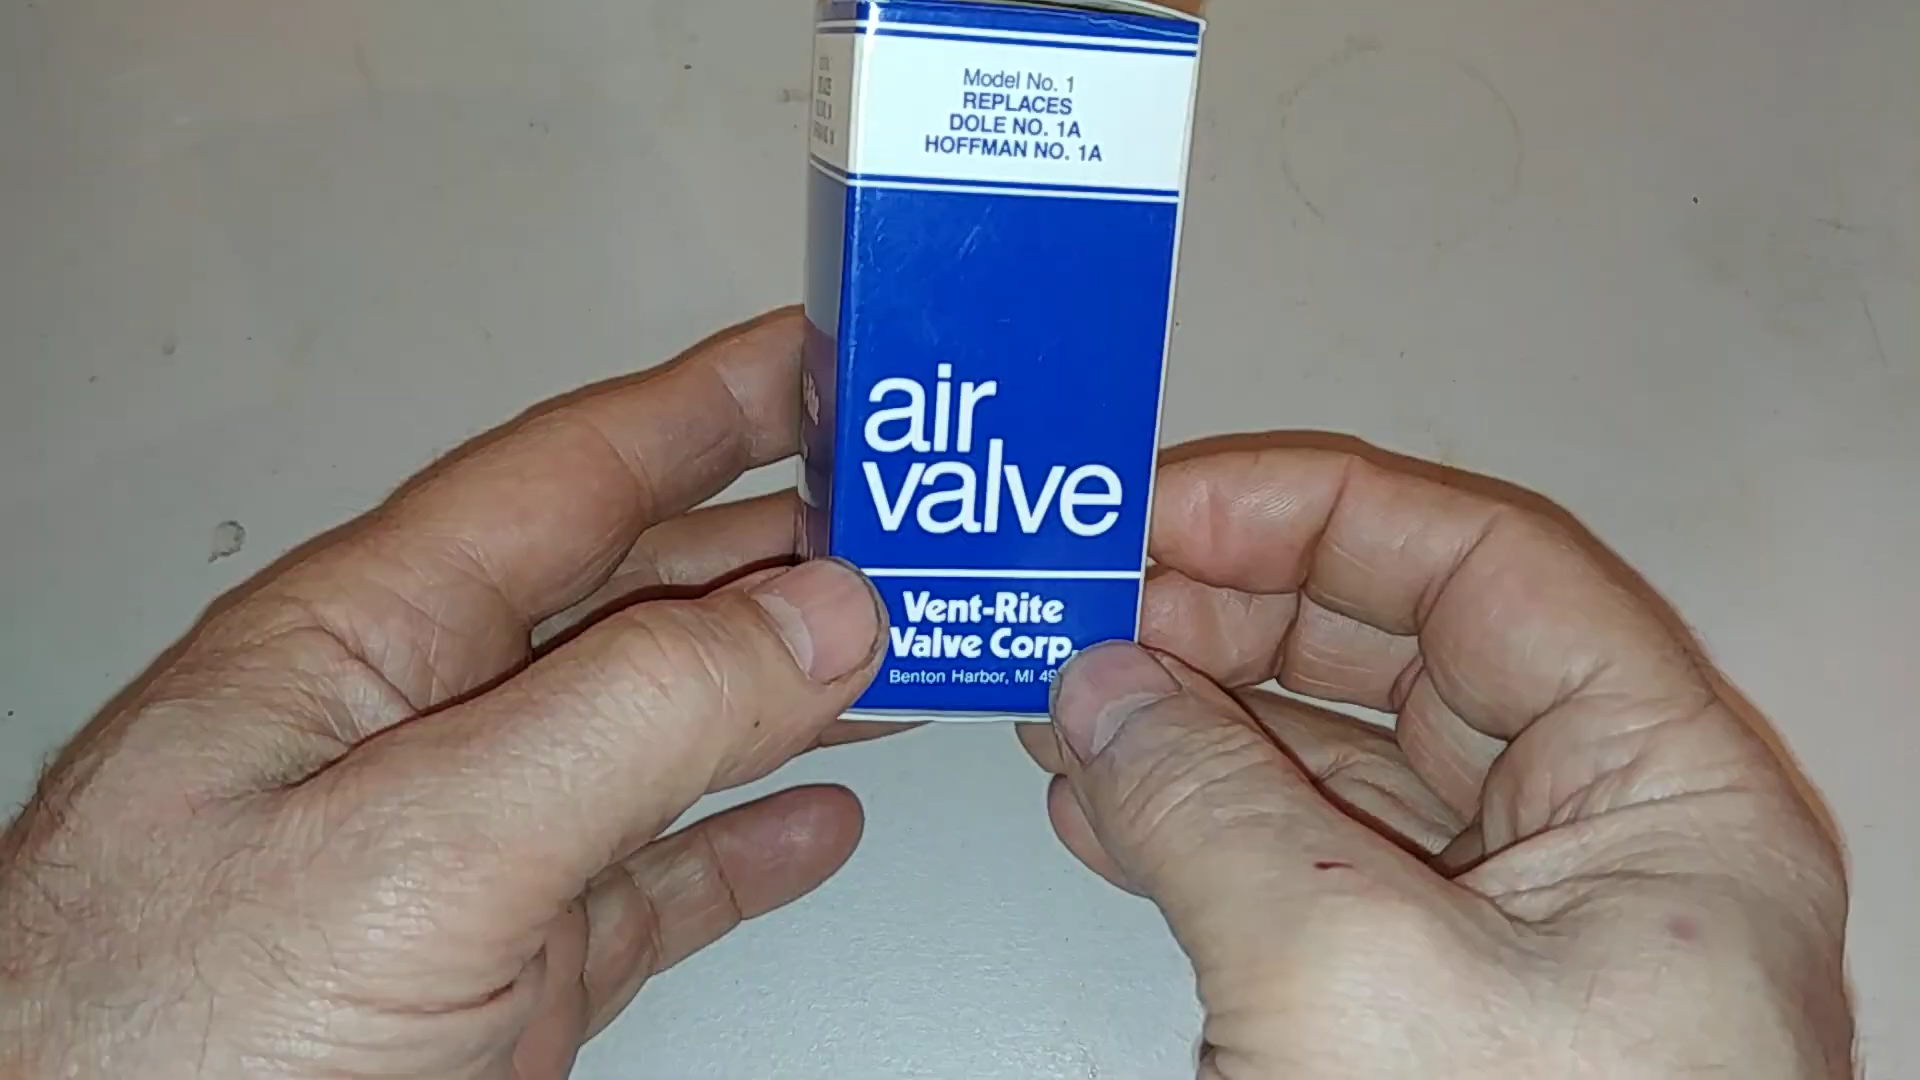 Model No. 1
REPLACES
DOLE NO. 1A
HOFFMAN NO. 1A
air
valve
Vent-Rite
Valve Corp.
Benton Harbor, MI